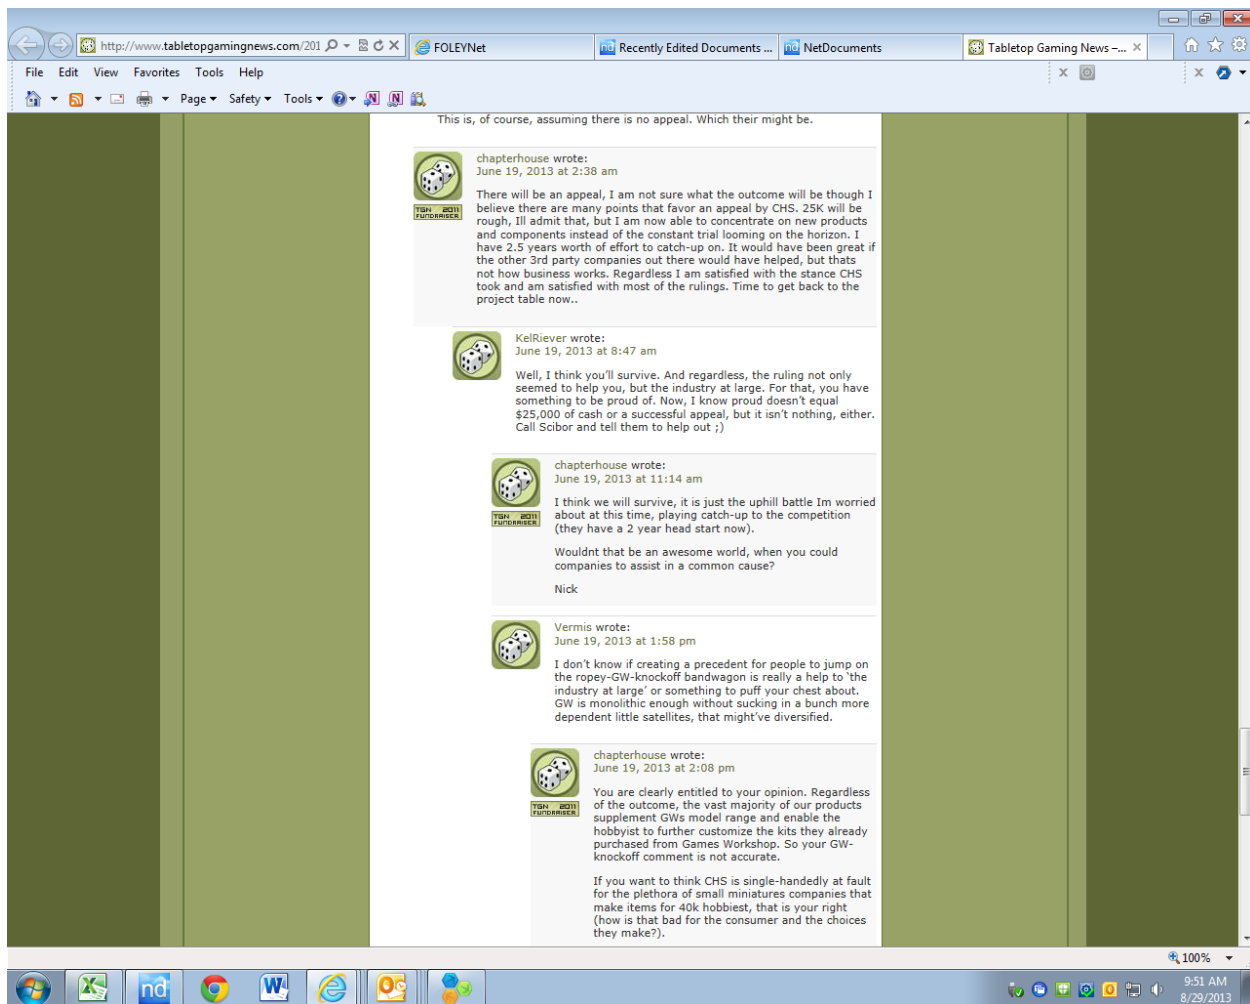 http://www.tabletopgamingnews.com/201
FOLEYNet
Recently Edited Documents ...
NetDocuments
Tabletop Gaming News –...
File Edit View Favorites Tools Help
Page Safety Tools
This is, of course, assuming there is no appeal. Which their might be.
chapterhouse wrote:
June 19, 2013 at 2:38 am
TGN 2011
FUNDRAISER
There will be an appeal, I am not sure what the outcome will be though I
believe there are many points that favor an appeal by CHS. 25K will be
rough, Ill admit that, but I am now able to concentrate on new products
and components instead of the constant trial looming on the horizon. I
have 2.5 years worth of effort to catch-up on. It would have been great if
the other 3rd party companies out there would have helped, but thats
not how business works. Regardless I am satisfied with the stance CHS
took and am satisfied with most of the rulings. Time to get back to the
project table now..
KelRiever wrote:
June 19, 2013 at 8:47 am
Well, I think you'll survive. And regardless, the ruling not only
seemed to help you, but the industry at large. For that, you have
something to be proud of. Now, I know proud doesn't equal
$25,000 of cash or a successful appeal, but it isn't nothing, either.
Call Scibor and tell them to help out ;)
chapterhouse wrote:
June 19, 2013 at 11:14 am
TGN 2011
FUNDRAISER
I think we will survive, it is just the uphill battle Im worried
about at this time, playing catch-up to the competition
(they have a 2 year head start now).
Wouldnt that be an awesome world, when you could
companies to assist in a common cause?
Nick
Vermis wrote:
June 19, 2013 at 1:58 pm
I don't know if creating a precedent for people to jump on
the ropey-GW-knockoff bandwagon is really a help to 'the
industry at large' or something to puff your chest about.
GW is monolithic enough without sucking in a bunch more
dependent little satellites, that might've diversified.
chapterhouse wrote:
June 19, 2013 at 2:08 pm
TGN 2011
FUNDRAISER
You are clearly entitled to your opinion. Regardless
of the outcome, the vast majority of our products
supplement GWs model range and enable the
hobbyist to further customize the kits they already
purchased from Games Workshop. So your GW-
knockoff comment is not accurate.
If you want to think CHS is single-handedly at fault
for the plethora of small miniatures companies that
make items for 40k hobbiest, that is your right
(how is that bad for the consumer and the choices
they make?).
100%
nd
9:51 AM
8/29/2013